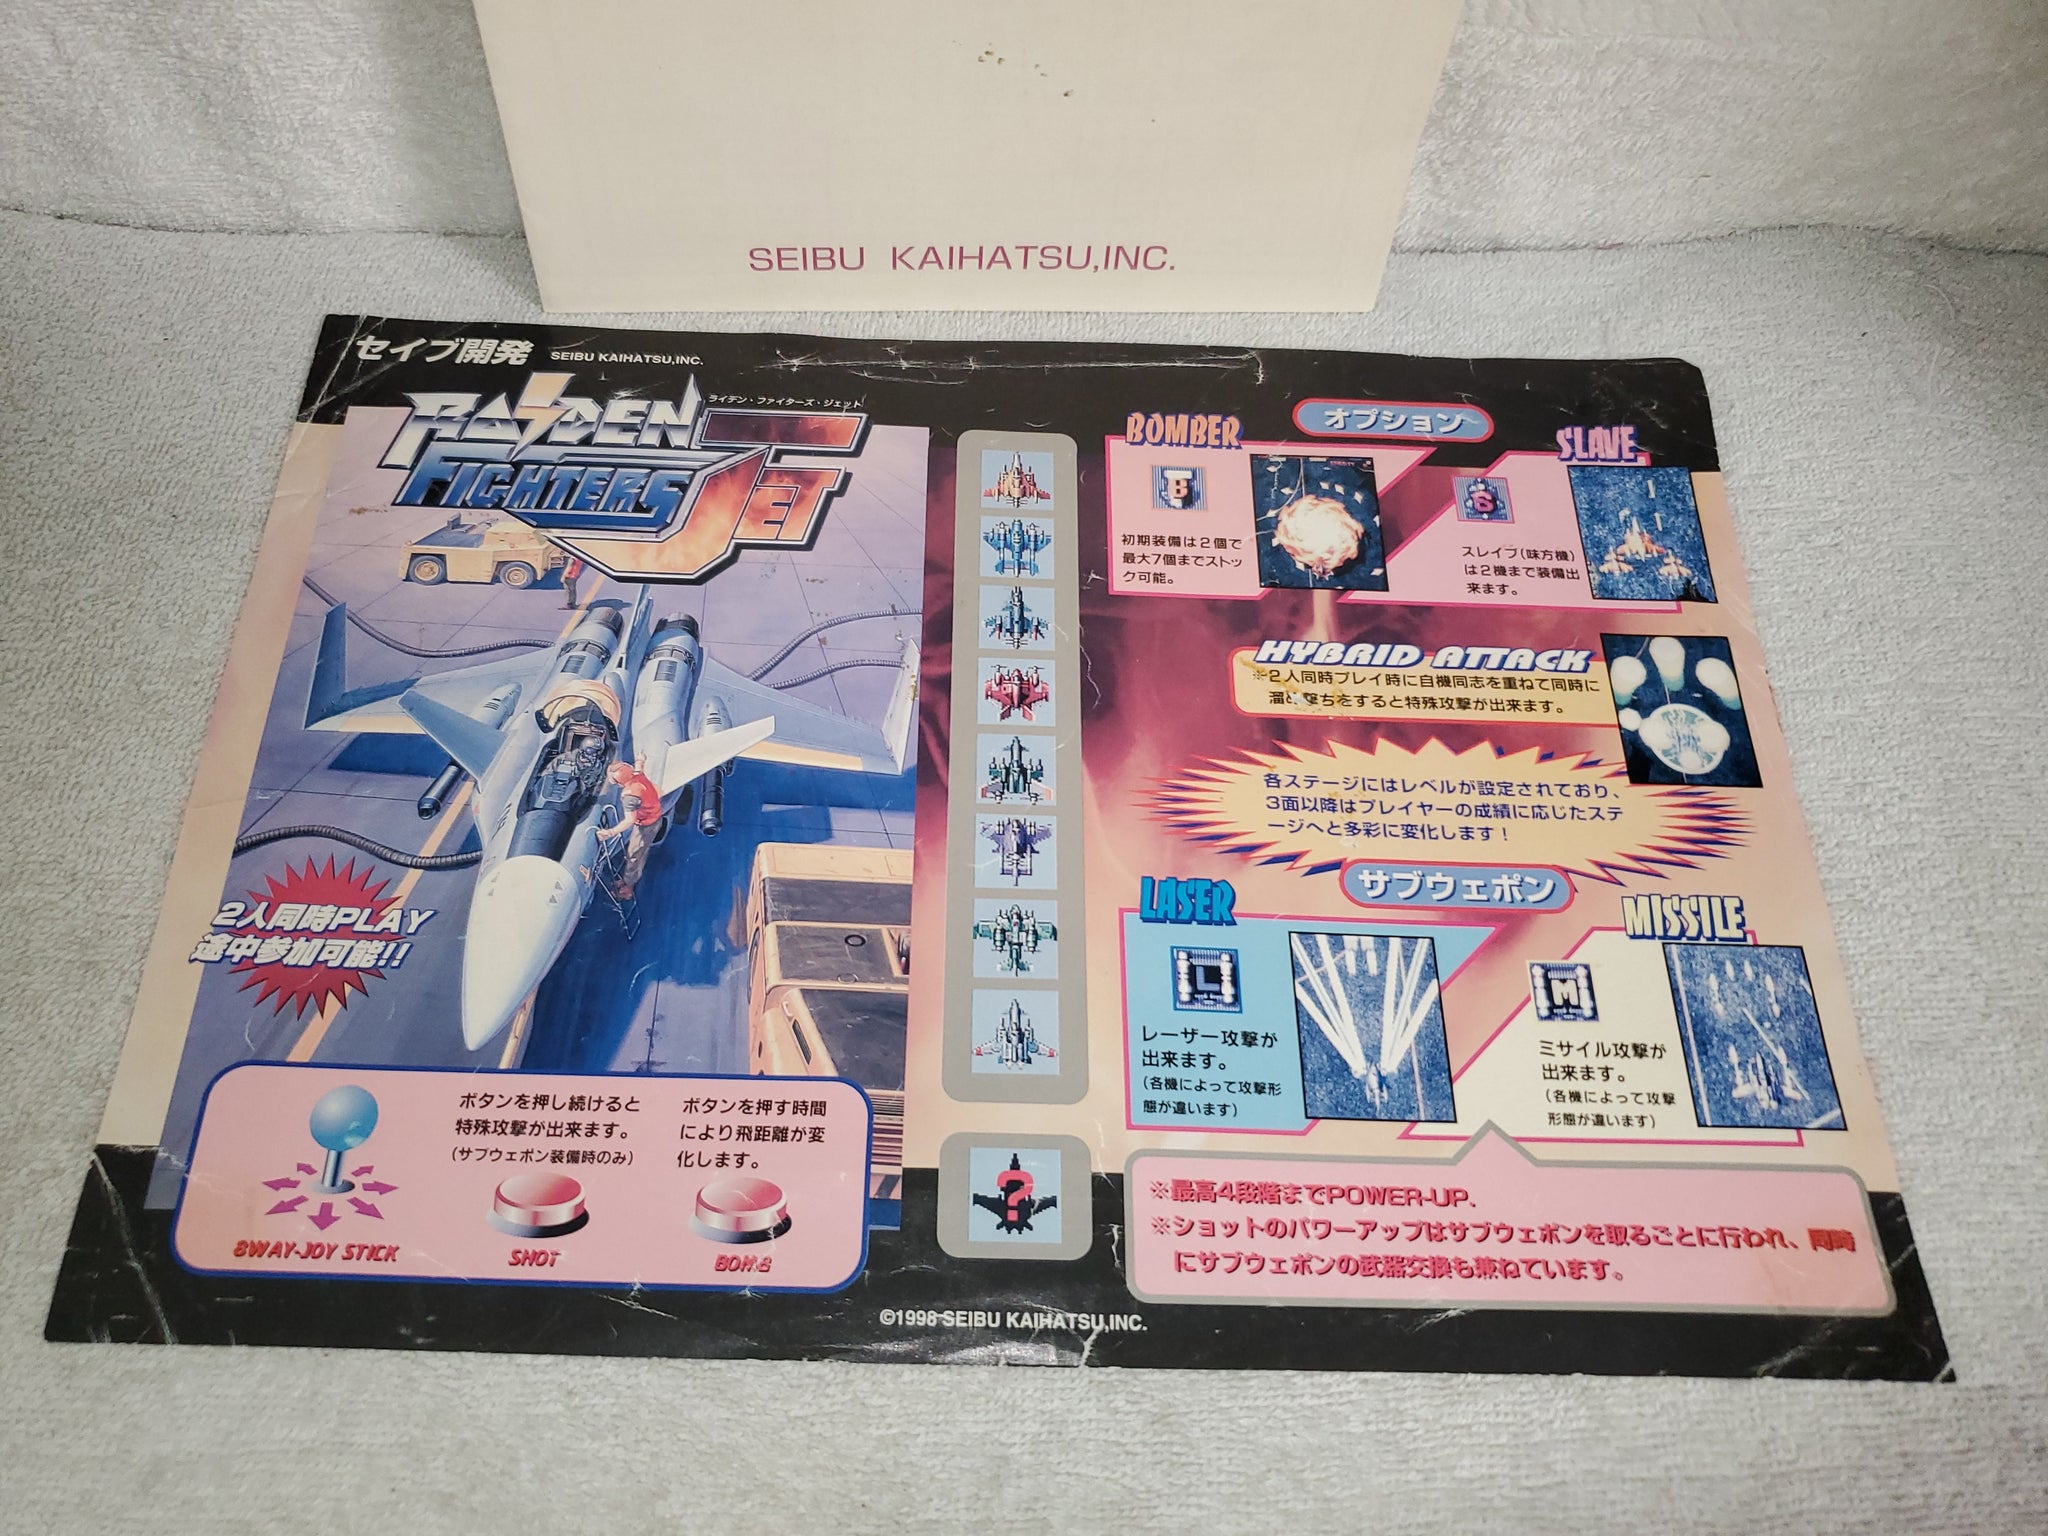 SEIBU KAIHATSU,INC.
セイブ開発 SEIBU KAIHATSU,INC.
ライデン・ファイターズ・ジェット
RAIDEN
FIGHTERS JET
2人同時PLAY
途中参加可能!!
ボタンを押し続けると
特殊攻撃が出来ます。
(サブウェポン装備時のみ)
ボタンを押す時間
により飛距離が変
化します。
8WAY-JOY STICK
SHOT
BOMB
?
オプション
BOMBER
B
初期装備は2個で
最大7個までストッ
ク可能。
SLAVE
S
スレイブ(味方機)
は2機まで装備出
来ます。
HYBRID ATTACK
※2人同時プレイ時に自機同志を重ねて同時に
溜め撃ちをすると特殊攻撃が出来ます。
各ステージにはレベルが設定されており、
3面以降はプレイヤーの成績に応じたステ
ージへと多彩に変化します!
サブウェポン
LASER
L
レーザー攻撃が
出来ます。
(各機によって攻撃形
態が違います)
MISSILE
M
ミサイル攻撃が
出来ます。
(各機によって攻撃
形態が違います)
※最高4段階までPOWER-UP.
※ショットのパワーアップはサブウェポンを取るごとに行われ、同時
にサブウェポンの武器交換も兼ねています。
©1998 SEIBU KAIHATSU,INC.